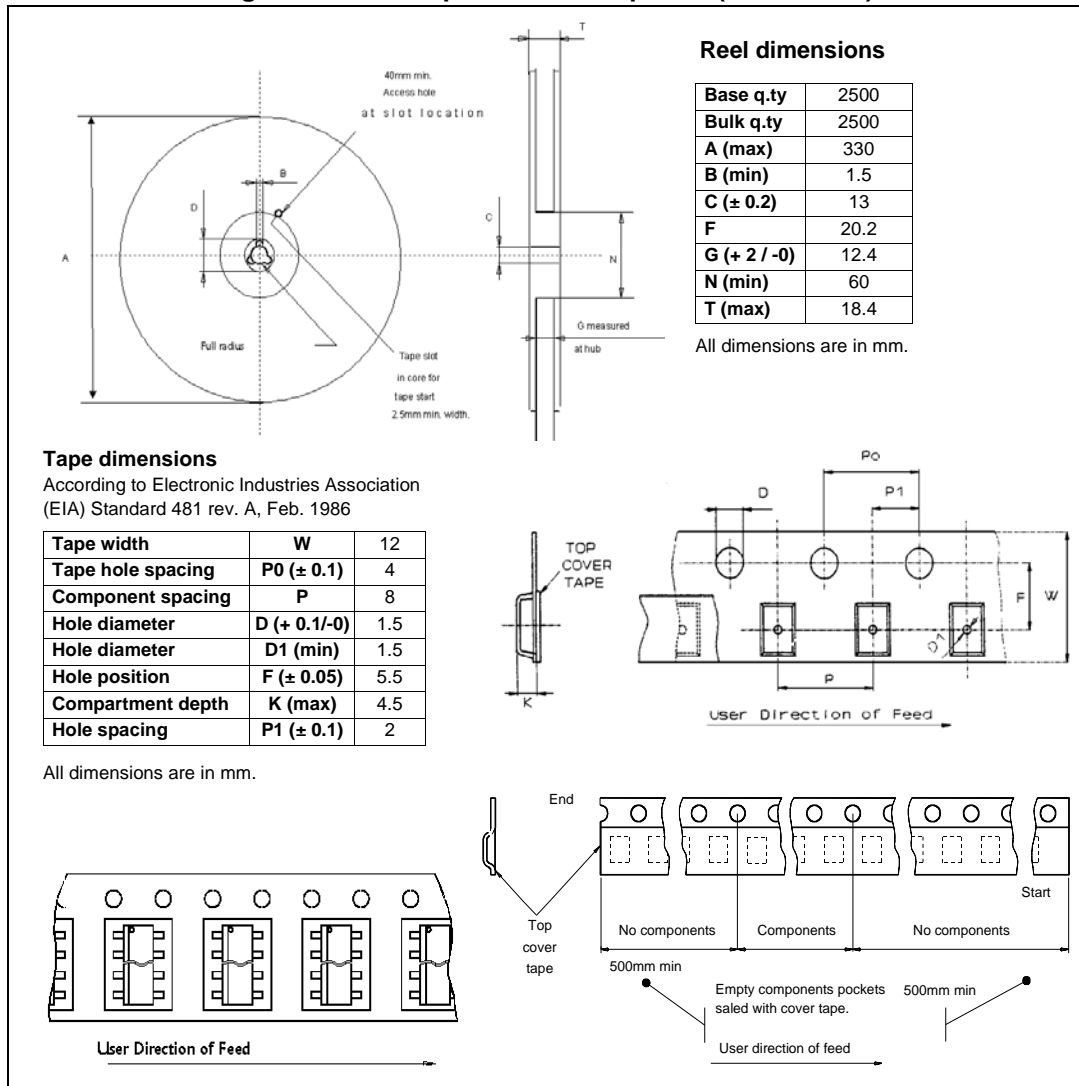 40mm min.
Access hole
at slot location
T
B
D
C
A
N
G measured
at hub
Full radius
Tape slot
in core for
tape start
2.5mm min. width.
Reel dimensions
Base q.ty 2500
Bulk q.ty 2500
A (max) 330
B (min) 1.5
C (± 0.2) 13
F 20.2
G (+ 2 / -0) 12.4
N (min) 60
T (max) 18.4
All dimensions are in mm.
Tape dimensions
According to Electronic Industries Association
(EIA) Standard 481 rev. A, Feb. 1986
Tape width W 12
Tape hole spacing P0 (± 0.1) 4
Component spacing P 8
Hole diameter D (+ 0.1/-0) 1.5
Hole diameter D1 (min) 1.5
Hole position F (± 0.05) 5.5
Compartment depth K (max) 4.5
Hole spacing P1 (± 0.1) 2
All dimensions are in mm.
Po
D
P1
TOP
COVER
TAPE
F
W
D1
K
P
User Direction of Feed
End
Start
Top
cover
tape
No components
Components
No components
500mm min
Empty components pockets
saled with cover tape.
500mm min
User direction of feed
User Direction of Feed